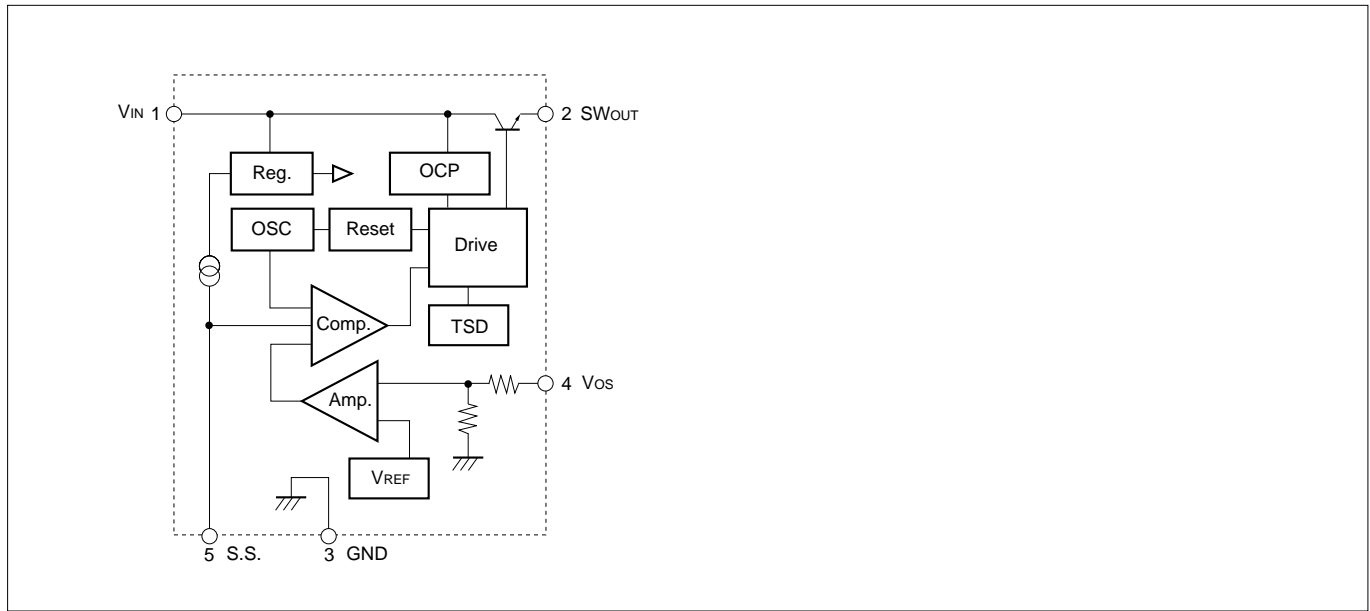 VIN 1
2 SWOUT
Reg.
OCP
OSC
Reset
Drive
Comp.
TSD
4 VOS
Amp.
VREF
5 S.S.
3 GND